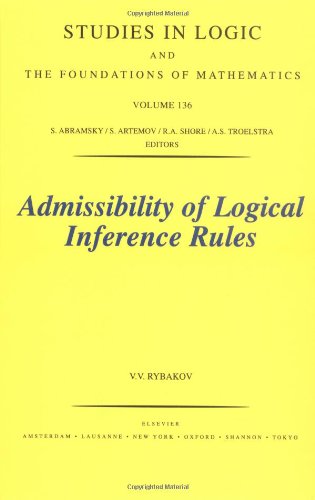 STUDIES IN LOGIC
AND
THE FOUNDATIONS OF MATHEMATICS
VOLUME 136
S. ABRAMSKY / S. ARTEMOV / R.A. SHORE / A.S. TROELSTRA
EDITORS
Admissibility of Logical
Inference Rules
V.V. RYBAKOV
ELSEVIER
AMSTERDAM • LAUSANNE • NEW YORK • OXFORD • SHANNON • TOKYO